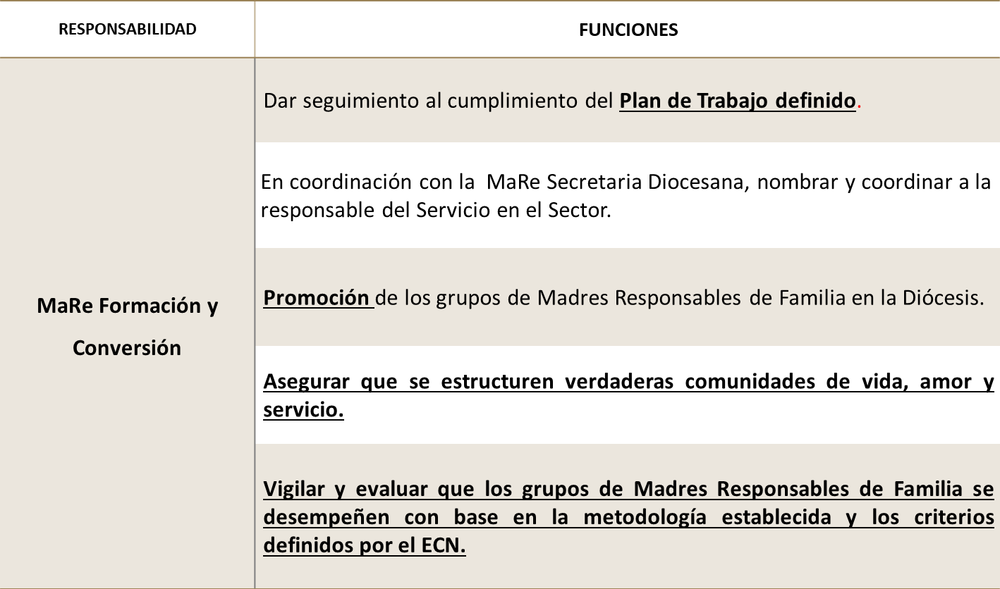 RESPONSABILIDAD
FUNCIONES
MaRe Formación y
Conversión
Dar seguimiento al cumplimiento del Plan de Trabajo definido.
En coordinación con la  MaRe Secretaria Diocesana, nombrar y coordinar a la
responsable del Servicio en el Sector.
Promoción de los grupos de Madres Responsables de Familia en la Diócesis.
Asegurar que se estructuren verdaderas comunidades de vida, amor y
servicio.
Vigilar y evaluar que los grupos de Madres Responsables de Familia se
desempeñen con base en la metodología establecida y los criterios
definidos por el ECN.